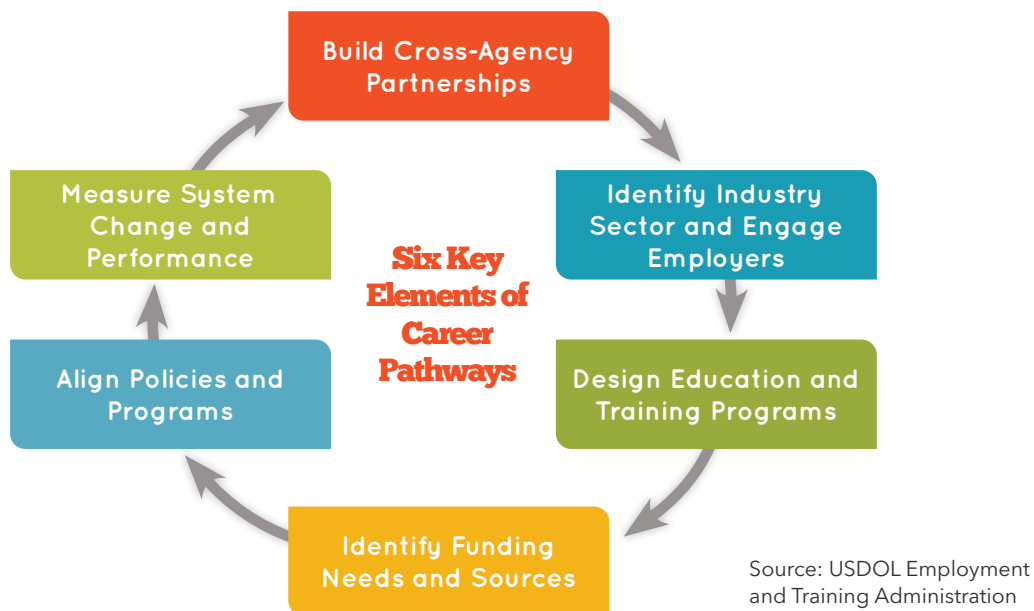 Build Cross-Agency
Partnerships
Identify Industry
Sector and Engage
Employers
Design Education and
Training Programs
Identify Funding
Needs and Sources
Align Policies and
Programs
Measure System
Change and
Performance
Six Key
Elements of
Career
Pathways
Source: USDOL Employment
and Training Administration